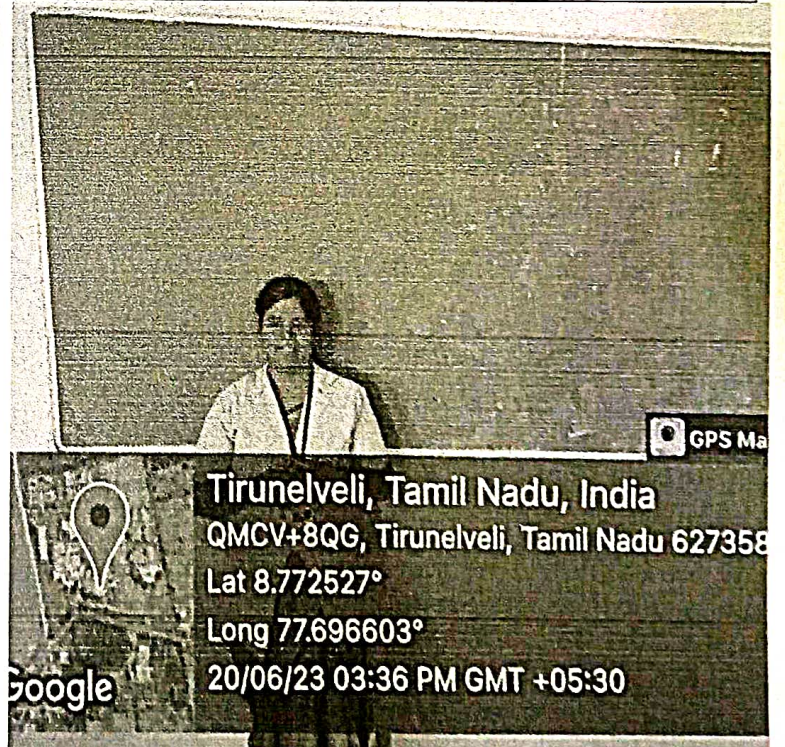 GPS Ma
Tirunelveli, Tamil Nadu, India
QMCV+8QG, Tirunelveli, Tamil Nadu 627358
Lat 8.772527°
Long 77.696603°
20/06/23 03:36 PM GMT +05:30
Google